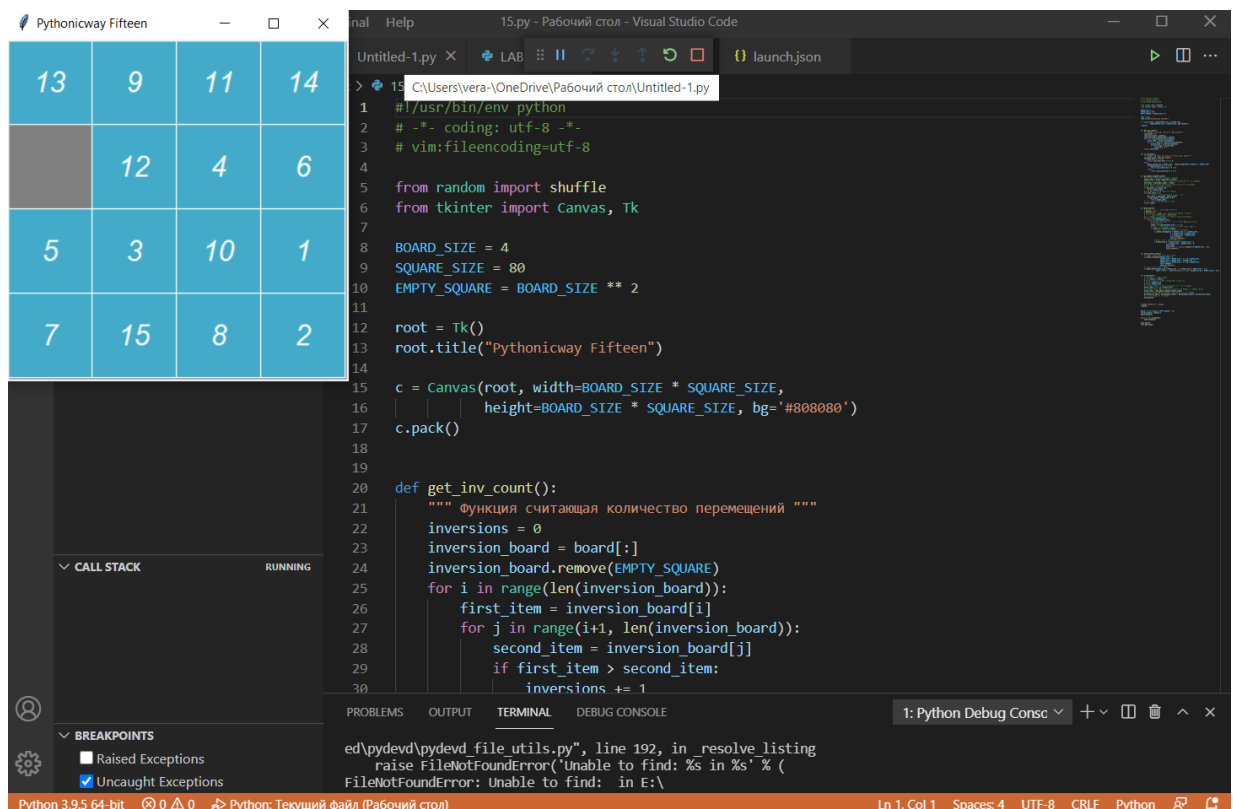 Pythonicway Fifteen
13 9 11 14
12 4 6
5 3 10 1
7 15 8 2
inal Help 15.py - Рабочий стол - Visual Studio Code
Untitled-1.py LAB {} launch.json
15
C:\Users\vera-\OneDrive\Рабочий стол\Untitled-1.py
1 #!/usr/bin/env python
2 # -*- coding: utf-8 -*-
3 # vim:fileencoding=utf-8
4
5 from random import shuffle
6 from tkinter import Canvas, Tk
7
8 BOARD_SIZE = 4
9 SQUARE_SIZE = 80
10 EMPTY_SQUARE = BOARD_SIZE ** 2
11
12 root = Tk()
13 root.title("Pythonicway Fifteen")
14
15 c = Canvas(root, width=BOARD_SIZE * SQUARE_SIZE,
16 height=BOARD_SIZE * SQUARE_SIZE, bg='#808080')
17 c.pack()
18
19
20 def get_inv_count():
21 """ Функция считающая количество перемещений """
22 inversions = 0
23 inversion_board = board[:]
24 inversion_board.remove(EMPTY_SQUARE)
25 for i in range(len(inversion_board)):
26 first_item = inversion_board[i]
27 for j in range(i+1, len(inversion_board)):
28 second_item = inversion_board[j]
29 if first_item > second_item:
30 inversions += 1
CALL STACK RUNNING
BREAKPOINTS
Raised Exceptions
Uncaught Exceptions
PROBLEMS OUTPUT TERMINAL DEBUG CONSOLE 1: Python Debug Consc
ed\pydevd\pydevd_file_utils.py", line 192, in _resolve_listing
raise FileNotFoundError('Unable to find: %s in %s' % (
FileNotFoundError: Unable to find:  in E:\
Python 3.9.5 64-bit 0 0 Python: Текущий файл (Рабочий стол) Ln 1, Col 1 Spaces: 4 UTF-8 CRLF Python